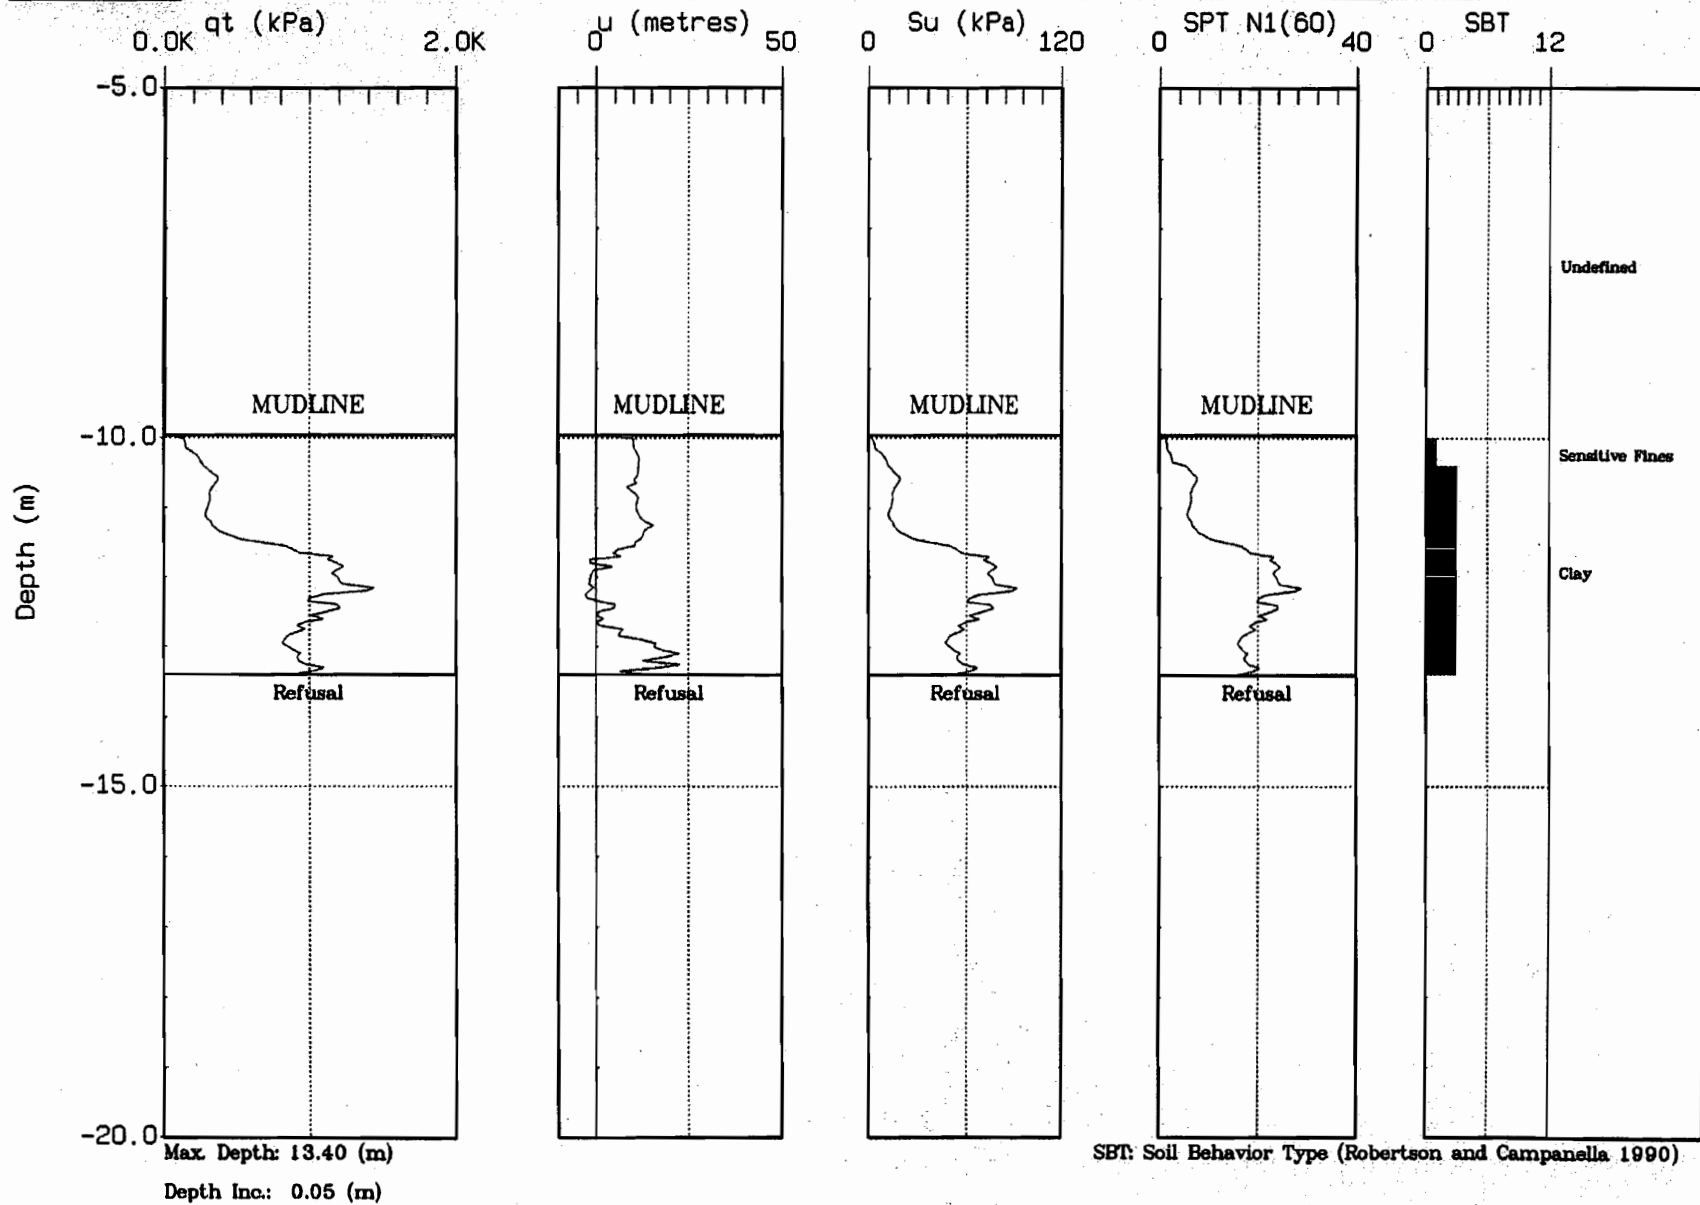 qt (kPa) u (metres) Su (kPa) SPT N1(60) SBT
0.0K 2.0K 0 50 0 120 0 40 0 12
-5.0
Undefined
MUDLINE MUDLINE MUDLINE MUDLINE
-10.0
Sensitive Fines
Depth (m)
Clay
Refusal Refusal Refusal Refusal
-15.0
-20.0
Max. Depth: 13.40 (m)
SBT: Soil Behavior Type (Robertson and Campanella 1990)
Depth Inc.: 0.05 (m)